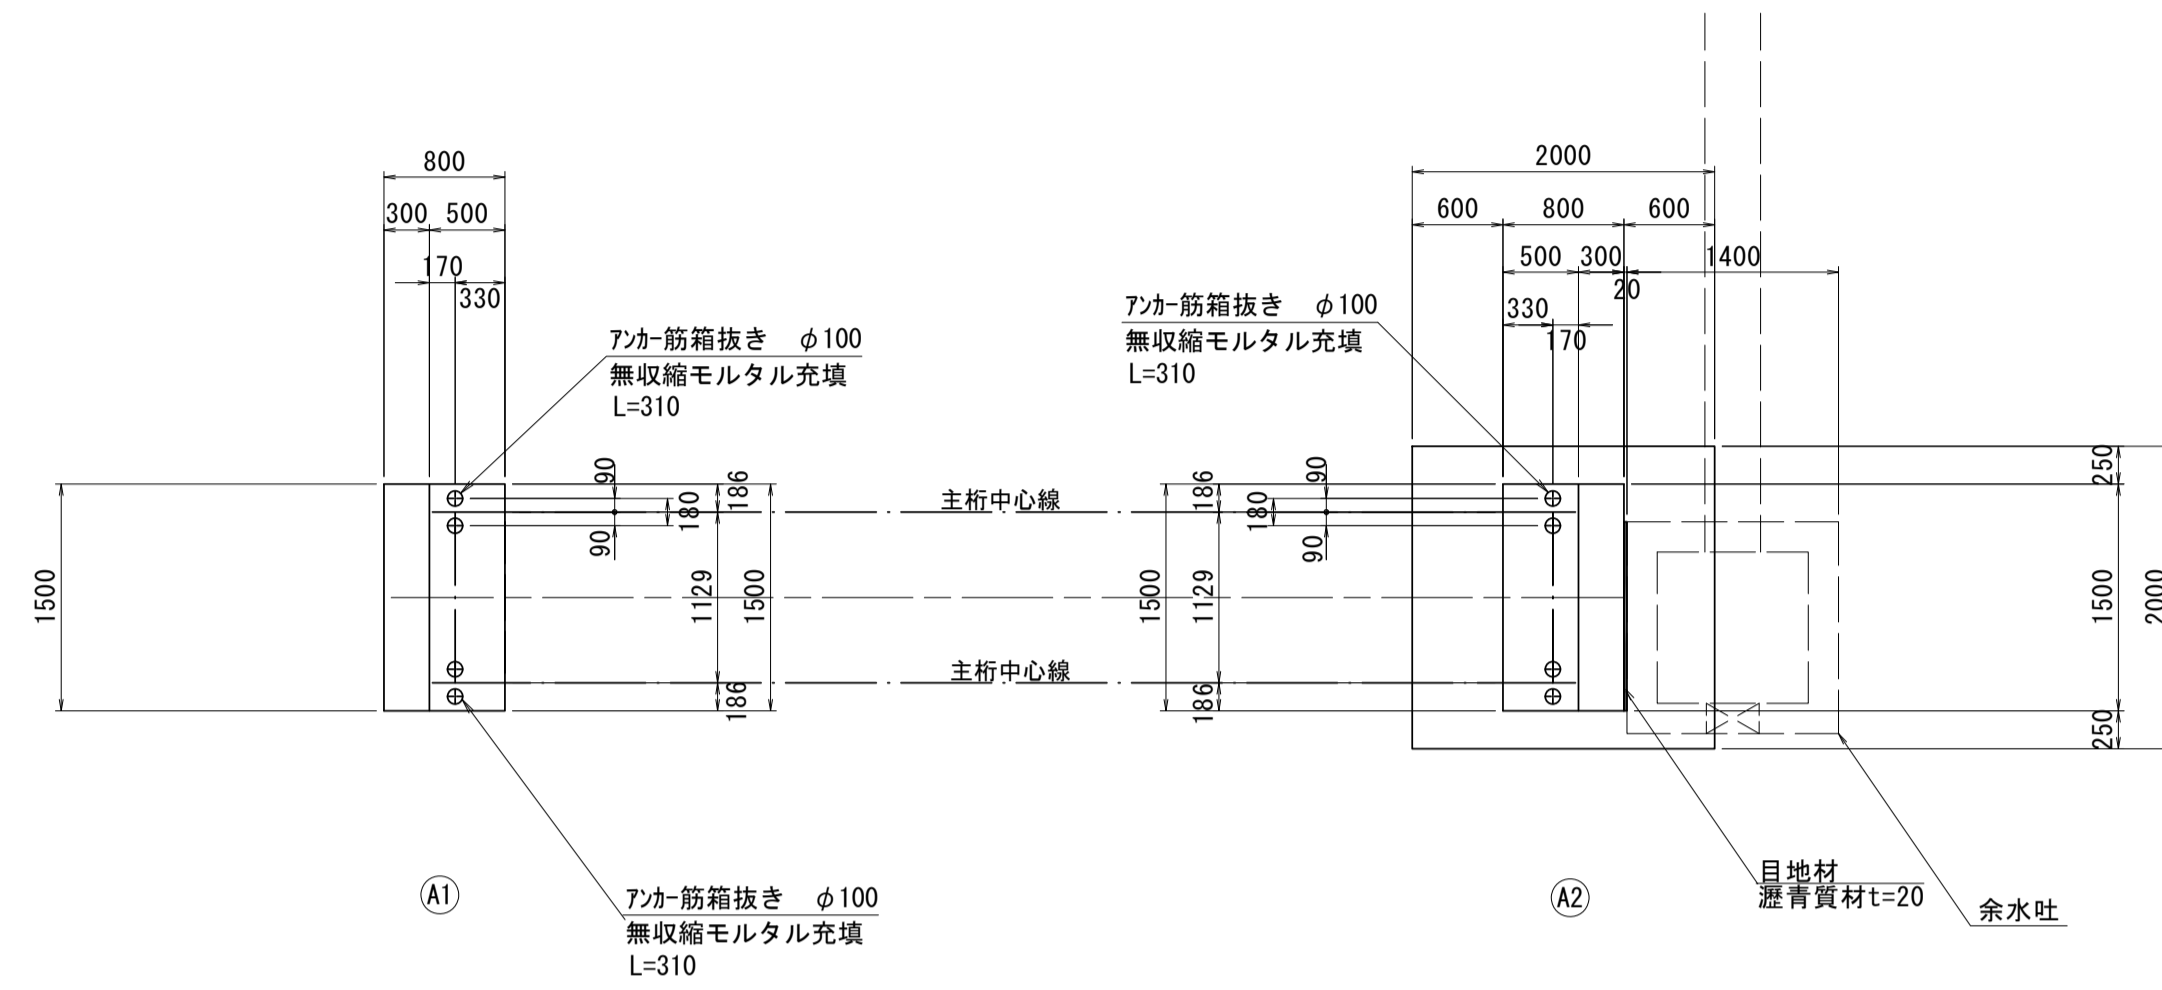 800
300
500
170
330
アンカー筋箱抜き φ100
無収縮モルタル充填
L=310
1500
90
180
90
186
1129
186
1500
主桁中心線
主桁中心線
A1
アンカー筋箱抜き φ100
無収縮モルタル充填
L=310
2000
600
800
600
500
300
1400
20
330
170
アンカー筋箱抜き φ100
無収縮モルタル充填
L=310
1500
186
1129
186
180
90
90
250
1500
250
2000
A2
目地材
瀝青質材t=20
余水吐